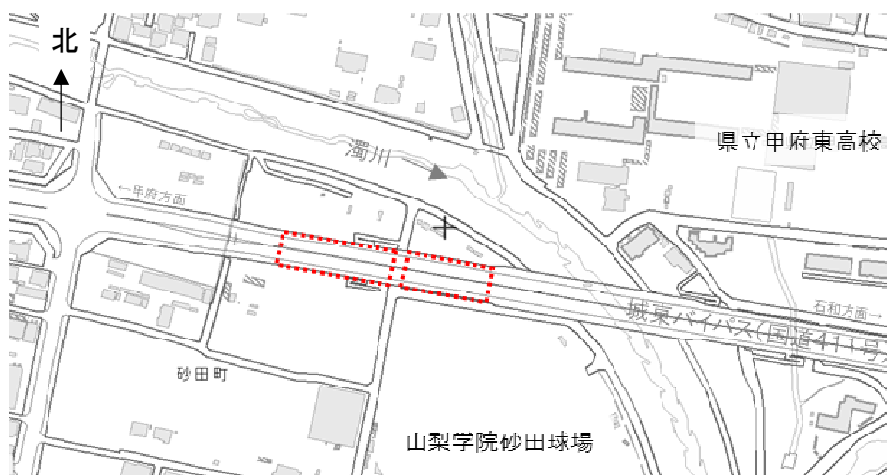 北
県立甲府東高校
濁川
←甲府方面
石和方面→
城東バイパス(国道411号)
砂田町
山梨学院砂田球場